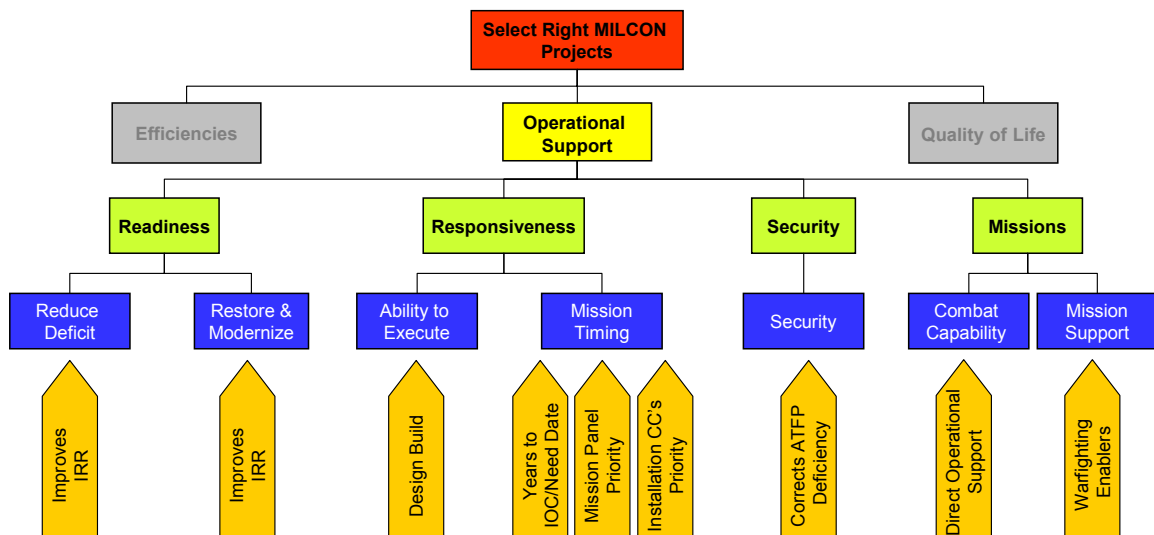 Select Right MILCON
Projects
Efficiencies
Operational
Support
Quality of Life
Readiness
Responsiveness
Security
Missions
Reduce
Deficit
Restore &
Modernize
Ability to
Execute
Mission
Timing
Security
Combat
Capability
Mission
Support
Improves
IRR
Improves
IRR
Design Build
Years to
IOC/Need Date
Mission Panel
Priority
Installation CC's
Priority
Corrects ATFP
Deficiency
Direct Operational
Support
Warfighting
Enablers